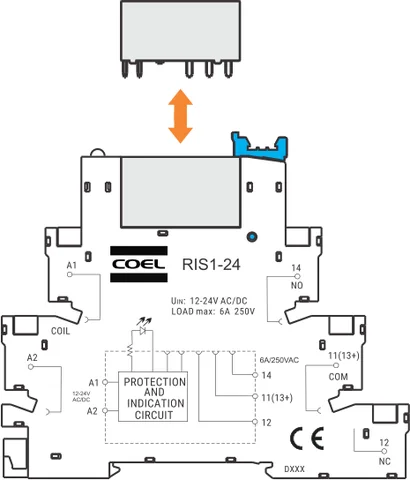 COEL RIS1-24
A1
14
NO
UIN: 12-24V AC/DC
LOAD max: 6A 250V
COIL
A2
11(13+)
COM
6A/250VAC
12-24V
AC/DC
A1
A2
PROTECTION
AND
INDICATION
CIRCUIT
14
11(13+)
12
CE
12
NC
DXXX